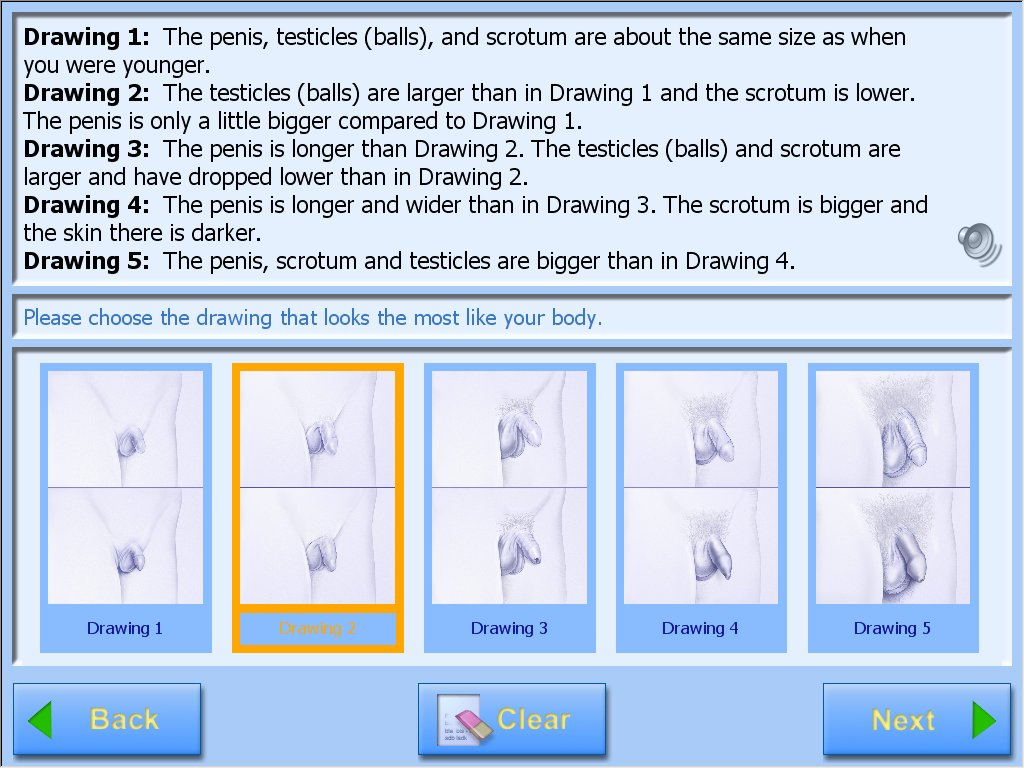 Drawing 1: The penis, testicles (balls), and scrotum are about the same size as when
you were younger.
Drawing 2: The testicles (balls) are larger than in Drawing 1 and the scrotum is lower.
The penis is only a little bigger compared to Drawing 1.
Drawing 3: The penis is longer than Drawing 2. The testicles (balls) and scrotum are
larger and have dropped lower than in Drawing 2.
Drawing 4: The penis is longer and wider than in Drawing 3. The scrotum is bigger and
the skin there is darker.
Drawing 5: The penis, scrotum and testicles are bigger than in Drawing 4.
Please choose the drawing that looks the most like your body.
Drawing 1
Drawing 2
Drawing 3
Drawing 4
Drawing 5
Back
Clear
Next